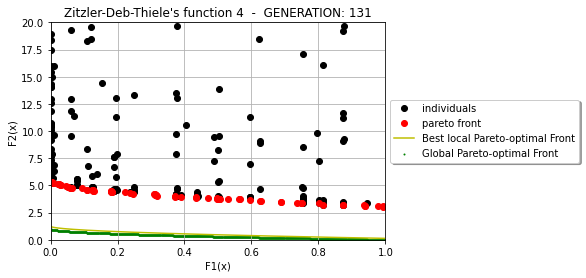 Zitzler-Deb-Thiele's function 4 - GENERATION: 131
20.0
17.5
15.0
12.5
10.0
7.5
5.0
2.5
0.0
F2(x)
0.0 0.2 0.4 0.6 0.8 1.0
F1(x)
individuals
pareto front
Best local Pareto-optimal Front
Global Pareto-optimal Front